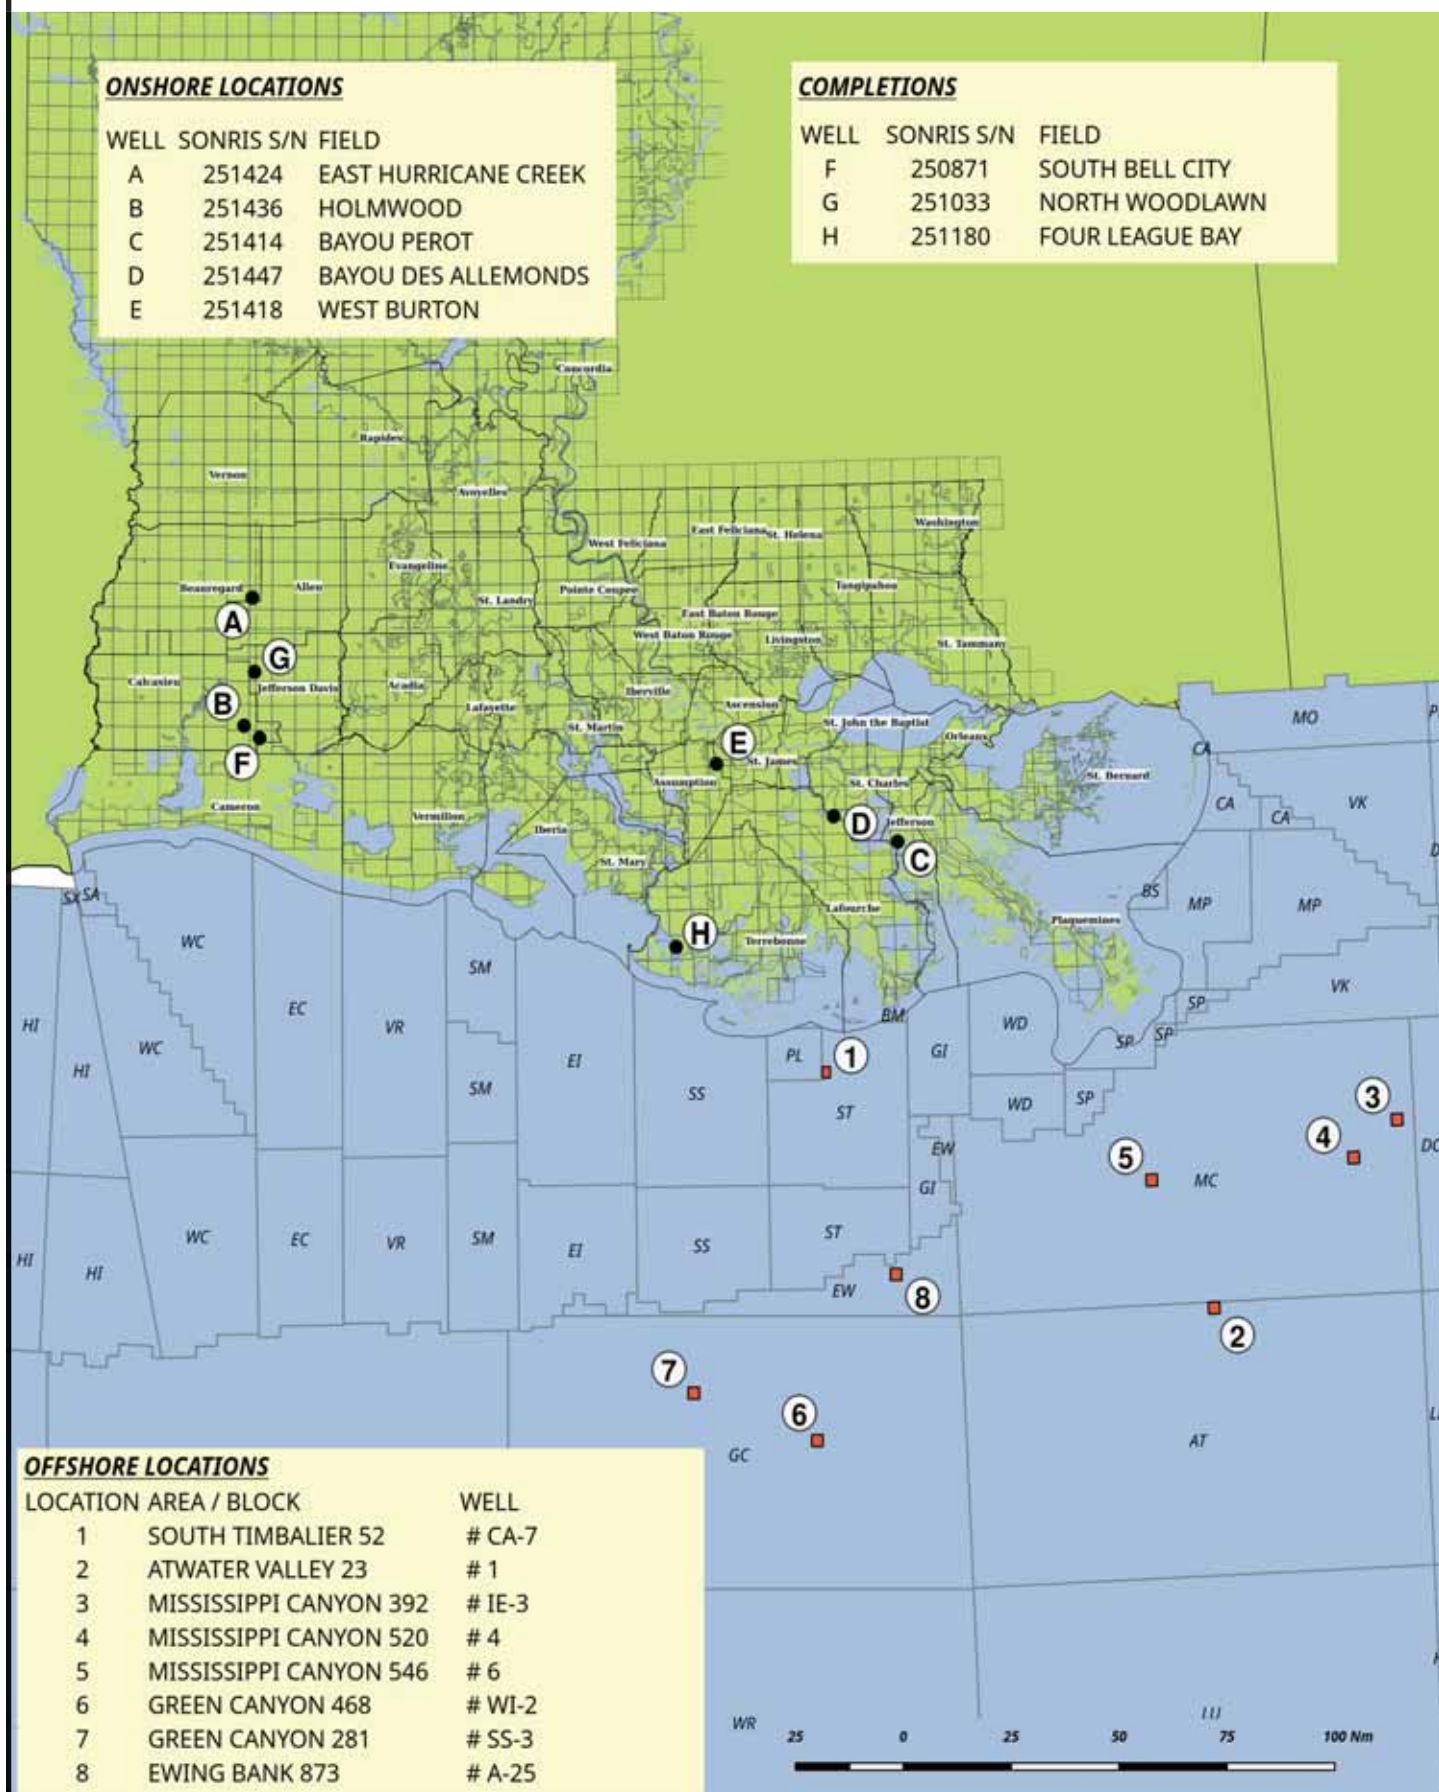 ONSHORE LOCATIONS
WELL SONRIS S/N FIELD
A 251424 EAST HURRICANE CREEK
B 251436 HOLMWOOD
C 251414 BAYOU PEROT
D 251447 BAYOU DES ALLEMONDS
E 251418 WEST BURTON
COMPLETIONS
WELL SONRIS S/N FIELD
F 250871 SOUTH BELL CITY
G 251033 NORTH WOODLAWN
H 251180 FOUR LEAGUE BAY
Concordia
Rapides
Vernon
Avoyelles
Washington
East Feliciana St. Helena
West Feliciana
Evangeline
Beauregard Allen
Pointe Coupee
Tangipahoa
St. Landry
East Baton Rouge
A
West Baton Rouge Livingston
St. Tammany
G
Calcasieu Jefferson Davis Acadia
Iberville
B
Lafayette
Ascension
St. Martin
St. John the Baptist
Orleans
MO
E
CA
F
St. James
St. Bernard
Assumption
St. Charles
Cameron
CA
CA
VK
Vermilion
Iberia
D
Jefferson
St. Mary
C
SX SA
BS
MP
MP
Lafourche
Plaquemines
H
Terrebonne
WC
SM
VK
SP
EC
VR
HI
BM
WD
SP
SP
WC
EI
PL
1
GI
HI
SM
SS
ST
WD
SP
3
4
EW
5
MC
GI
WC
EC
VR
SM
EI
SS
ST
HI
HI
EW
8
2
7
6
GC
AT
OFFSHORE LOCATIONS
LOCATION AREA / BLOCK WELL
1 SOUTH TIMBALIER 52 # CA-7
2 ATWATER VALLEY 23 # 1
3 MISSISSIPPI CANYON 392 # IE-3
4 MISSISSIPPI CANYON 520 # 4
5 MISSISSIPPI CANYON 546 # 6
6 GREEN CANYON 468 # WI-2
7 GREEN CANYON 281 # SS-3
8 EWING BANK 873 # A-25
WR
25 0 25 50 75 100 Nm